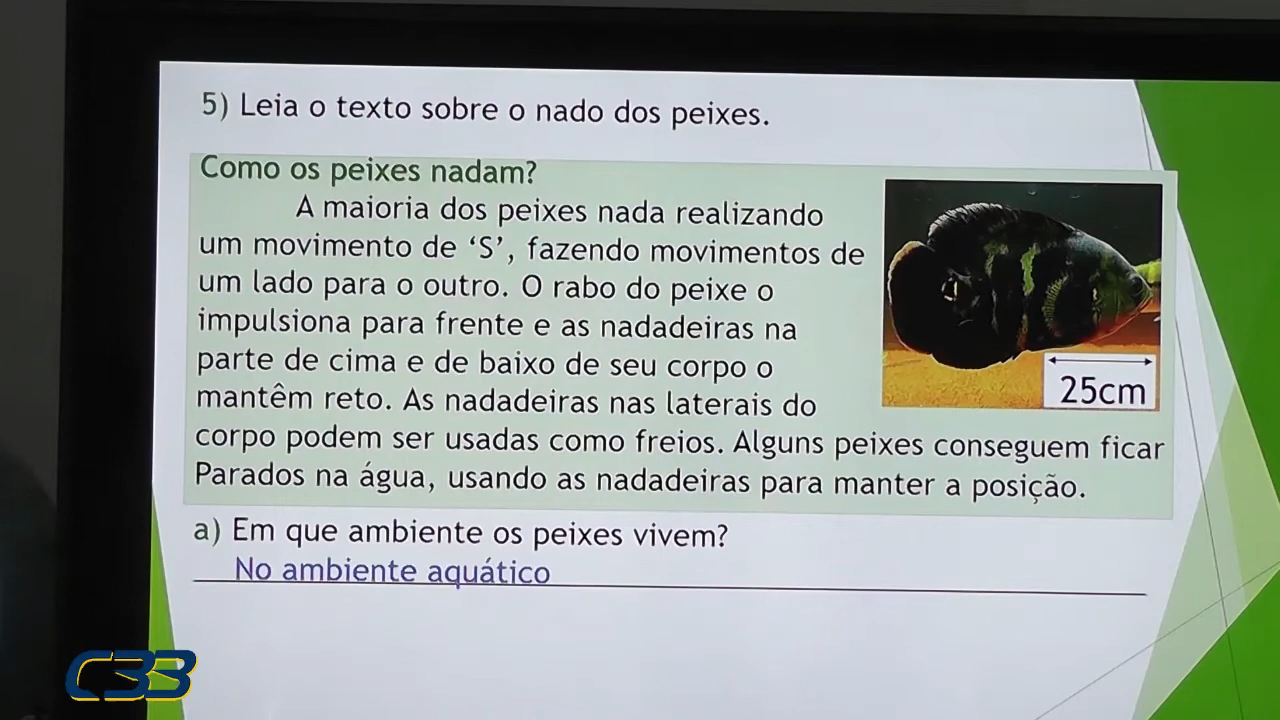 5) Leia o texto sobre o nado dos peixes.
Como os peixes nadam?
A maioria dos peixes nada realizando
um movimento de ‘S’, fazendo movimentos de
um lado para o outro. O rabo do peixe o
impulsiona para frente e as nadadeiras na
parte de cima e de baixo de seu corpo o
mantêm reto. As nadadeiras nas laterais do
corpo podem ser usadas como freios. Alguns peixes conseguem ficar
Parados na água, usando as nadadeiras para manter a posição.
25cm
a) Em que ambiente os peixes vivem?
No ambiente aquático
CBB